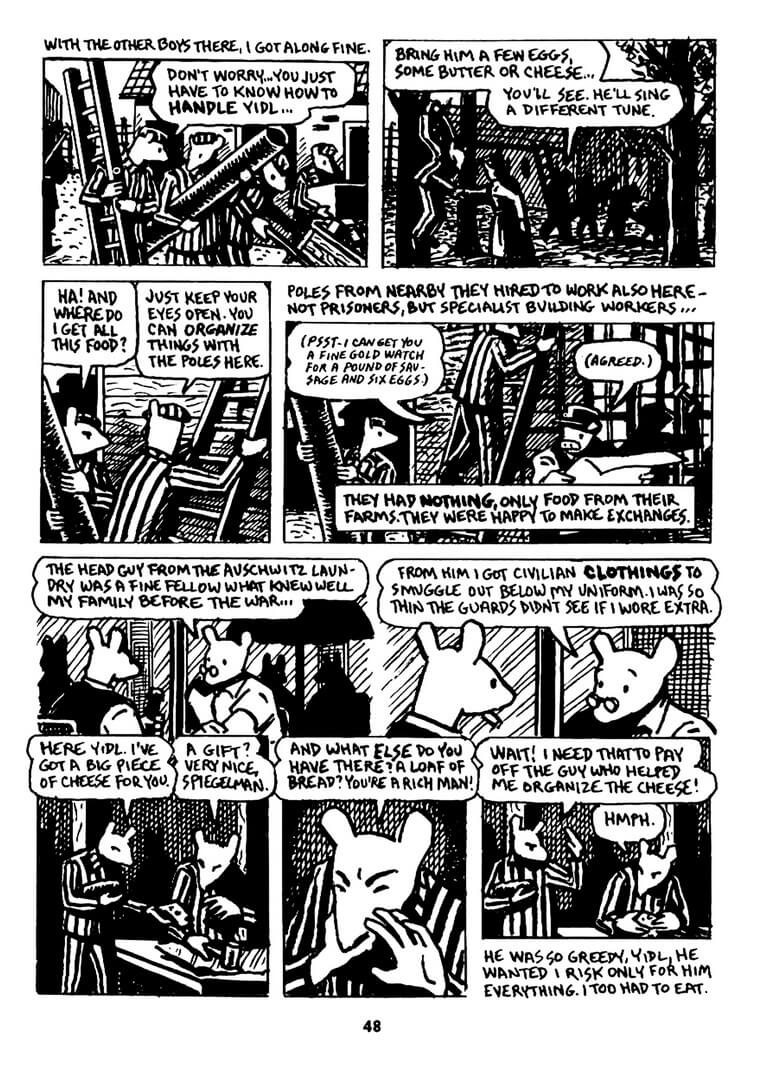 WITH THE OTHER BOYS THERE, I GOT ALONG FINE.
DON'T WORRY...YOU JUST
HAVE TO KNOW HOW TO
HANDLE YIDL...
BRING HIM A FEW EGGS,
SOME BUTTER OR CHEESE...
YOU'LL SEE. HE'LL SING
A DIFFERENT TUNE.
HA! AND
WHERE DO
I GET ALL
THIS FOOD?
JUST KEEP YOUR
EYES OPEN. YOU
CAN ORGANIZE
THINGS WITH
THE POLES HERE.
POLES FROM NEARBY THEY HIRED TO WORK ALSO HERE–
NOT PRISONERS, BUT SPECIALIST BUILDING WORKERS...
(PSST- I CAN GET YOU
A FINE GOLD WATCH
FOR A POUND OF SAU-
SAGE AND SIX EGGS.)
(AGREED.)
THEY HAD NOTHING, ONLY FOOD FROM THEIR
FARMS. THEY WERE HAPPY TO MAKE EXCHANGES.
THE HEAD GUY FROM THE AUSCHWITZ LAUN-
DRY WAS A FINE FELLOW WHAT KNEW WELL
MY FAMILY BEFORE THE WAR...
FROM HIM I GOT CIVILIAN CLOTHINGS TO
SMUGGLE OUT BELOW MY UNIFORM. I WAS SO
THIN THE GUARDS DIDN'T SEE IF I WORE EXTRA.
HERE YIDL. I'VE
GOT A BIG PIECE
OF CHEESE FOR YOU.
A GIFT?
VERY NICE,
SPIEGELMAN.
AND WHAT ELSE DO YOU
HAVE THERE? A LOAF OF
BREAD? YOU'RE A RICH MAN!
WAIT! I NEED THAT TO PAY
OFF THE GUY WHO HELPED
ME ORGANIZE THE CHEESE!
HMPH.
HE WAS SO GREEDY, YIDL, HE
WANTED I RISK ONLY FOR HIM
EVERYTHING. I TOO HAD TO EAT.
48